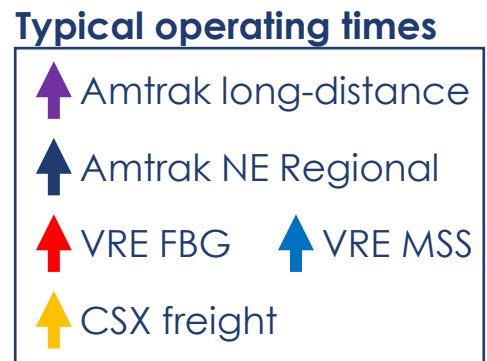 Typical operating times
Amtrak long-distance
Amtrak NE Regional
VRE FBG VRE MSS
CSX freight